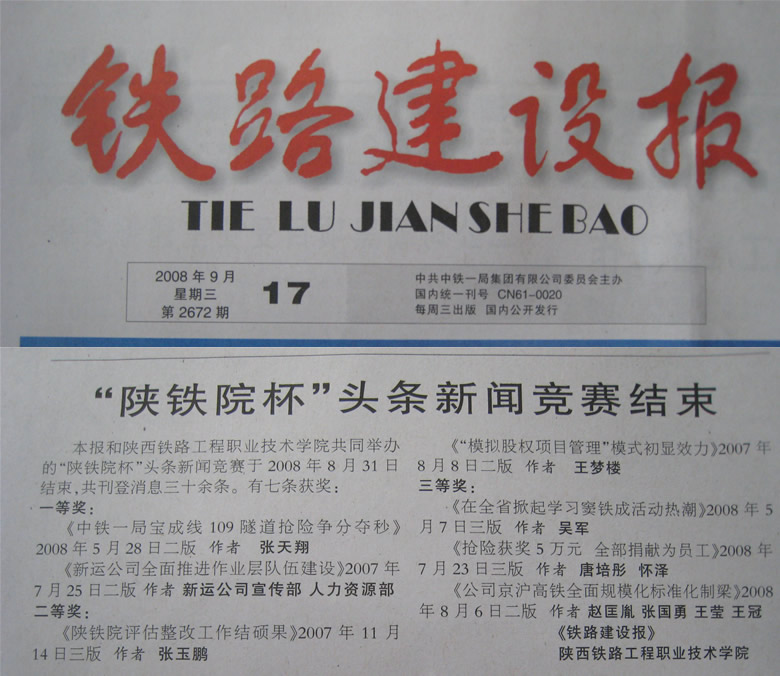 铁路建设报
TIE LU JIAN SHE BAO
2008年9月
星期三
第2672期
17
中共中铁一局集团有限公司委员会主办
国内统一刊号 CN61-0020
每周三出版 国内公开发行
“陕铁院杯”头条新闻竞赛结束
本报和陕西铁路工程职业技术学院共同举办
的“陕铁院杯”头条新闻竞赛于2008年8月31日
结束,共刊登消息三十余条。有七条获奖:
一等奖:
《中铁一局宝成线109隧道抢险争分夺秒》
2008年5月28日二版 作者 张天翔
《新运公司全面推进作业层队伍建设》2007年
7月25日二版 作者 新运公司宣传部 人力资源部
二等奖:
《陕铁院评估整改工作结硕果》2007年11月
14日三版 作者 张玉鹏
《“模拟股权项目管理”模式初显效力》2007年
8月8日二版 作者 王梦楼
三等奖:
《在全省掀起学习窦铁成活动热潮》2008年5
月7日三版 作者 吴军
《抢险获奖5万元 全部捐献为员工》2008年
7月23日三版 作者 唐培彤 怀泽
《公司京沪高铁全面规模化标准化制梁》2008
年8月6日二版 作者 赵匡胤 张国勇 王莹 王冠
《铁路建设报》
陕西铁路工程职业技术学院